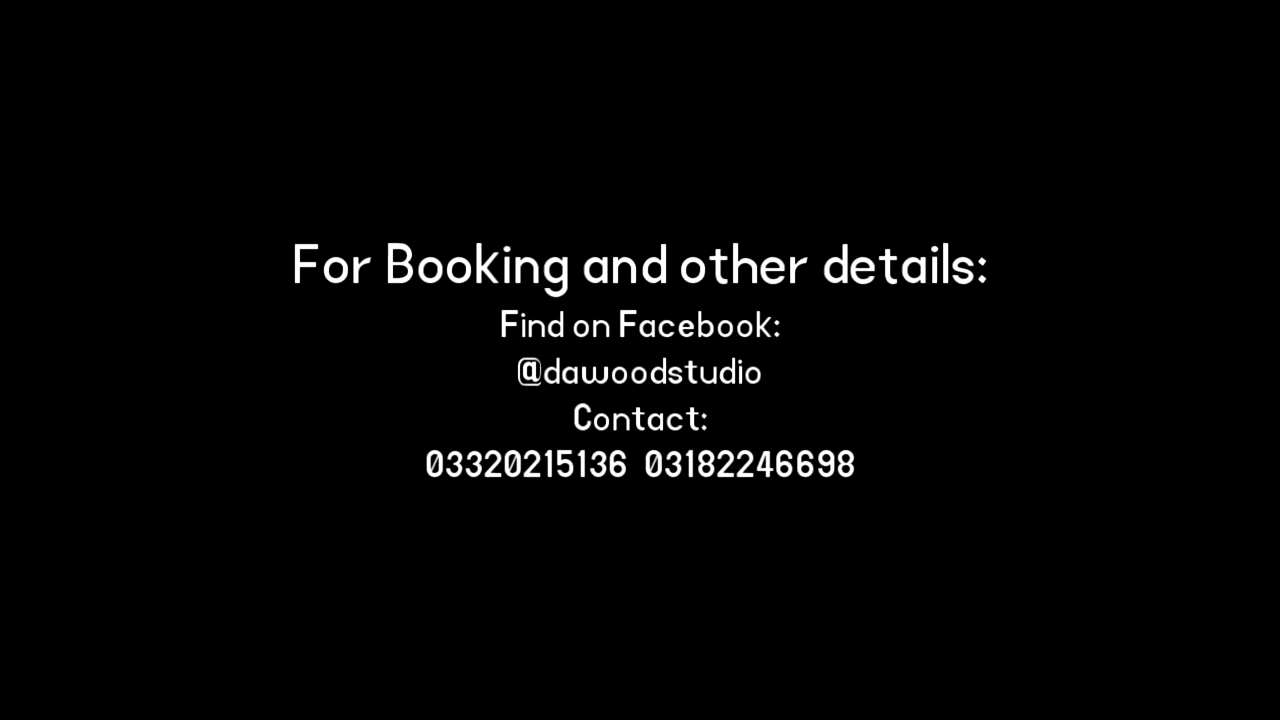 For Booking and other details:
Find on Facebook:
@dawoodstudio
Contact:
03320215136 03182246698